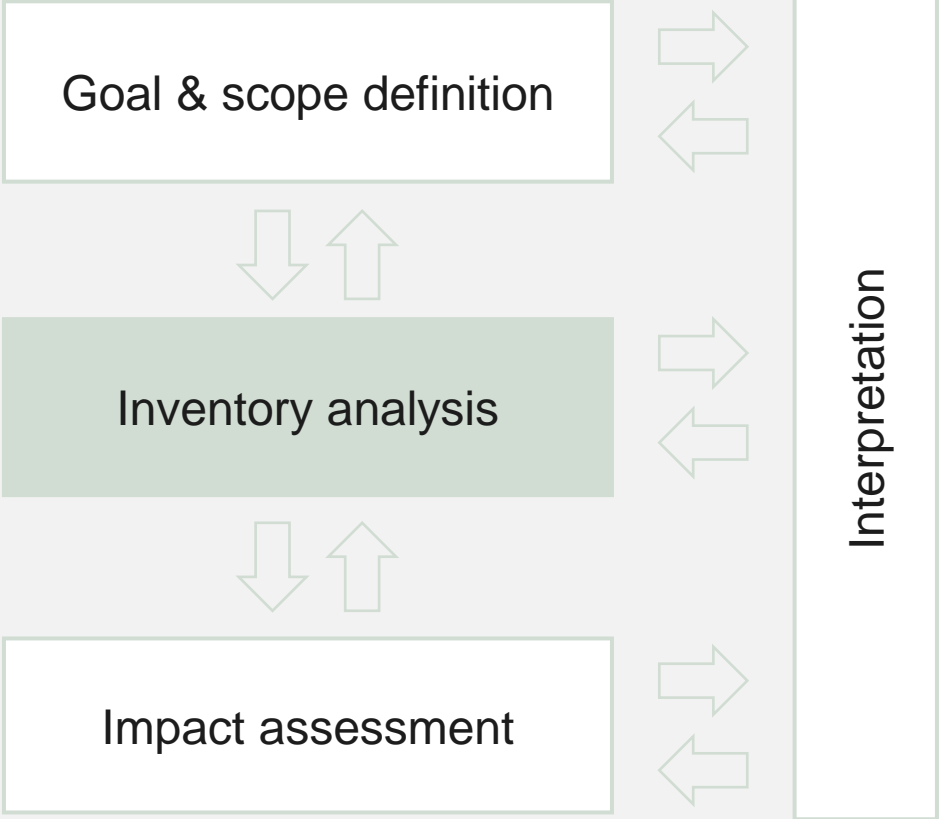 Goal & scope definition
Inventory analysis
Impact assessment
Interpretation